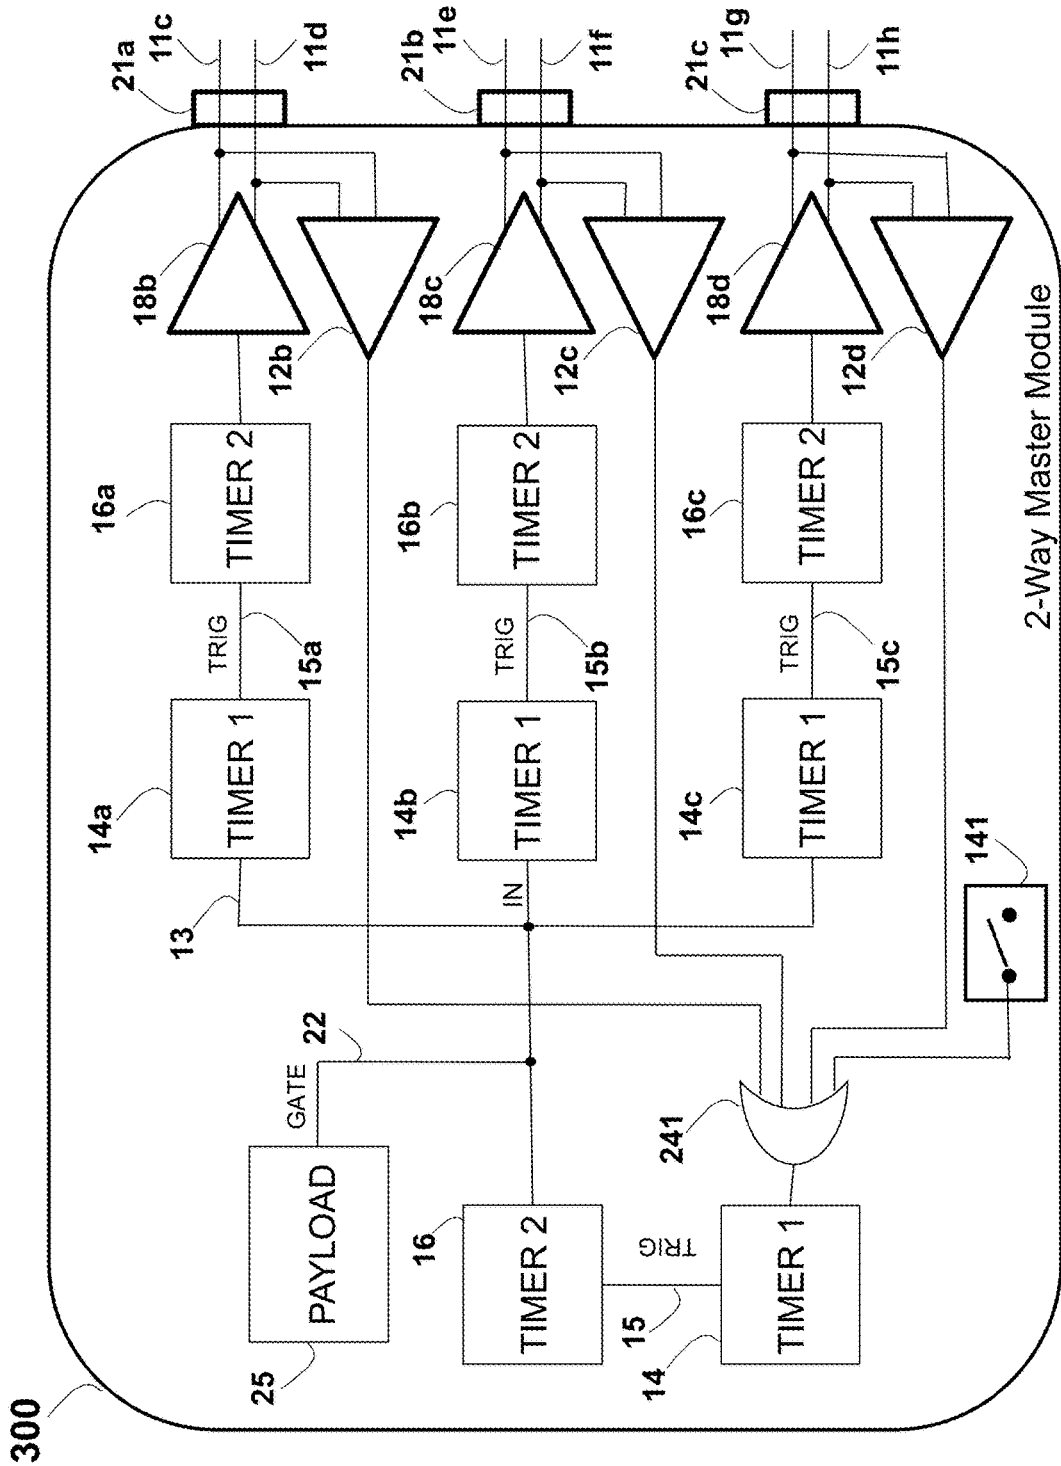 300
14a
16a
21a
18b
11c
13
TRIG
TIMER 1
TIMER 2
25
12b
GATE
22
15a
11d
PAYLOAD
14b
16b
21b
16
18c
11e
IN
TRIG
TIMER 1
TIMER 2
TIMER 2
12c
15b
11f
15
14
TRIG
241
14c
16c
21c
18d
11g
TRIG
TIMER 1
TIMER 1
TIMER 2
12d
15c
11h
141
2-Way Master Module